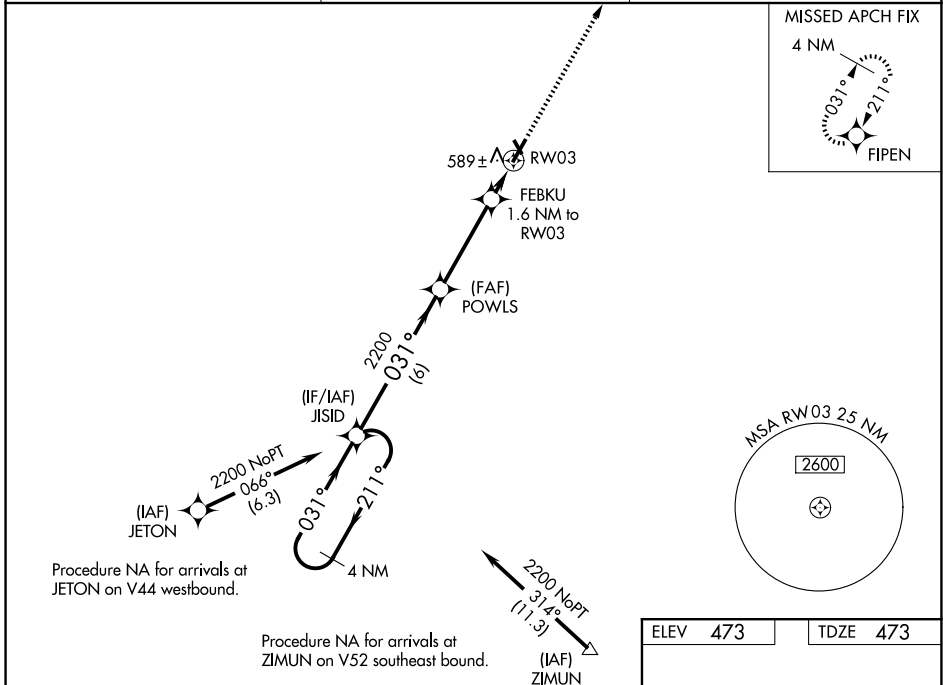 MISSED APCH FIX
4 NM
031°
211°
FIPEN
589±
RW03
FEBKU
1.6 NM to
RW03
(FAF)
POWLS
2200
031°
(6)
(IF/IAF)
JISID
2200 NoPT
066°
(6.3)
(IAF)
JETON
031°
211°
4 NM
Procedure NA for arrivals at
JETON on V44 westbound.
MSA RW03 25 NM
2600
2200 NoPT
314°
(11.3)
(IAF)
ZIMUN
Procedure NA for arrivals at
ZIMUN on V52 southeast bound.
ELEV 473
TDZE 473